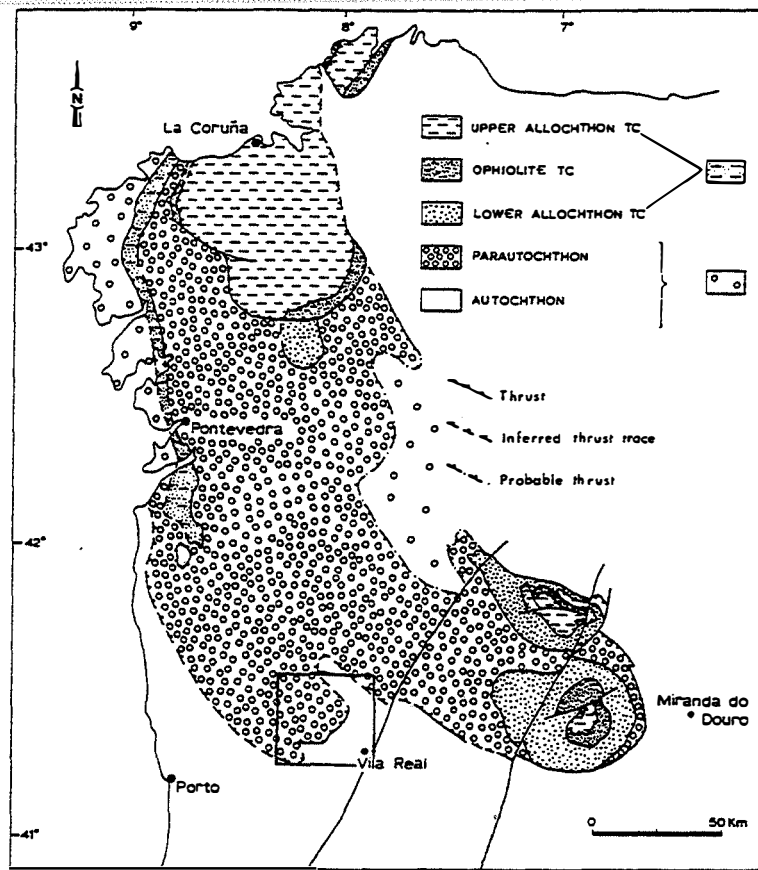 9°
8°
7°
N
La Coruña
UPPER ALLOCHTHON TC
OPHIOLITE TC
LOWER ALLOCHTHON TC
PARAUTOCHTHON
AUTOCHTHON
43°
Thrust
Inferred thrust trace
Probable thrust
Pontevedra
42°
Miranda do
Douro
Vila Real
Porto
41°
0 50 Km